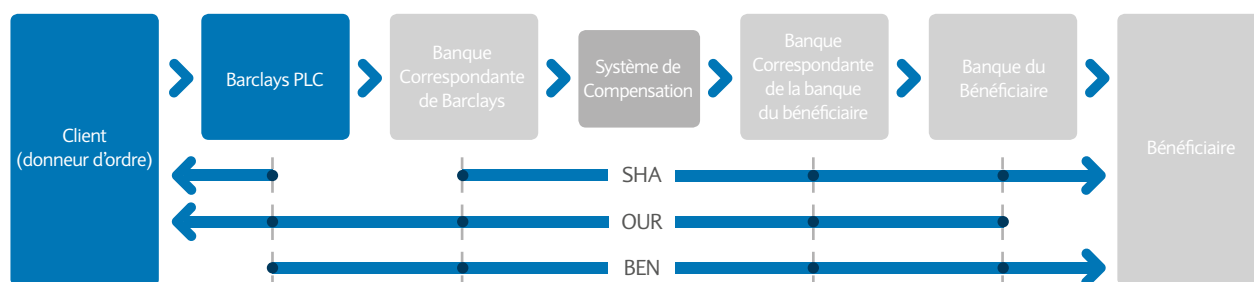 Client
(donneur d'ordre)
Barclays PLC
Banque
Correspondante
de Barclays
Système de
Compensation
Banque
Correspondante
de la banque
du bénéficiaire
Banque du
Bénéficiaire
Bénéficiaire
SHA
OUR
BEN